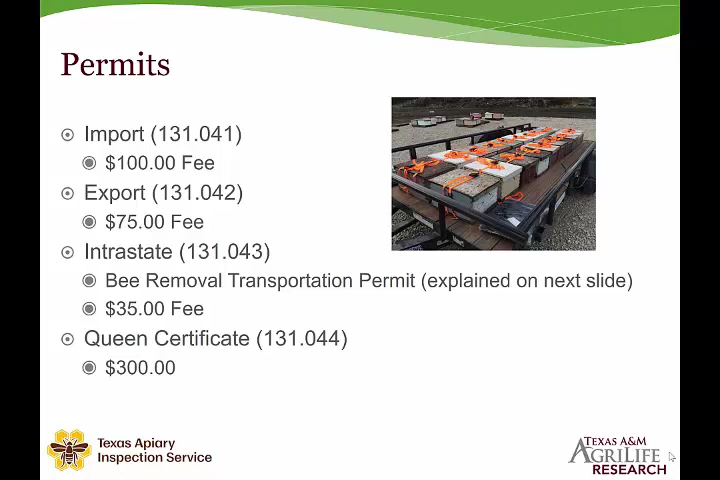 Permits
Import (131.041)
$100.00 Fee
Export (131.042)
$75.00 Fee
Intrastate (131.043)
Bee Removal Transportation Permit (explained on next slide)
$35.00 Fee
Queen Certificate (131.044)
$300.00
Texas Apiary
Inspection Service
TEXAS A&M
AGRILIFE
RESEARCH